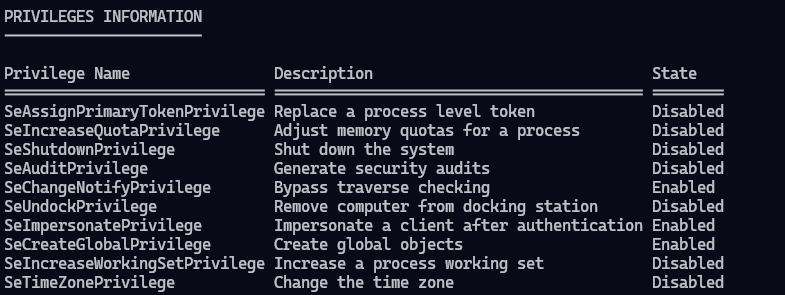 PRIVILEGES INFORMATION
Privilege Name Description State
SeAssignPrimaryTokenPrivilege Replace a process level token Disabled
SeIncreaseQuotaPrivilege Adjust memory quotas for a process Disabled
SeShutdownPrivilege Shut down the system Disabled
SeAuditPrivilege Generate security audits Disabled
SeChangeNotifyPrivilege Bypass traverse checking Enabled
SeUndockPrivilege Remove computer from docking station Disabled
SeImpersonatePrivilege Impersonate a client after authentication Enabled
SeCreateGlobalPrivilege Create global objects Enabled
SeIncreaseWorkingSetPrivilege Increase a process working set Disabled
SeTimeZonePrivilege Change the time zone Disabled